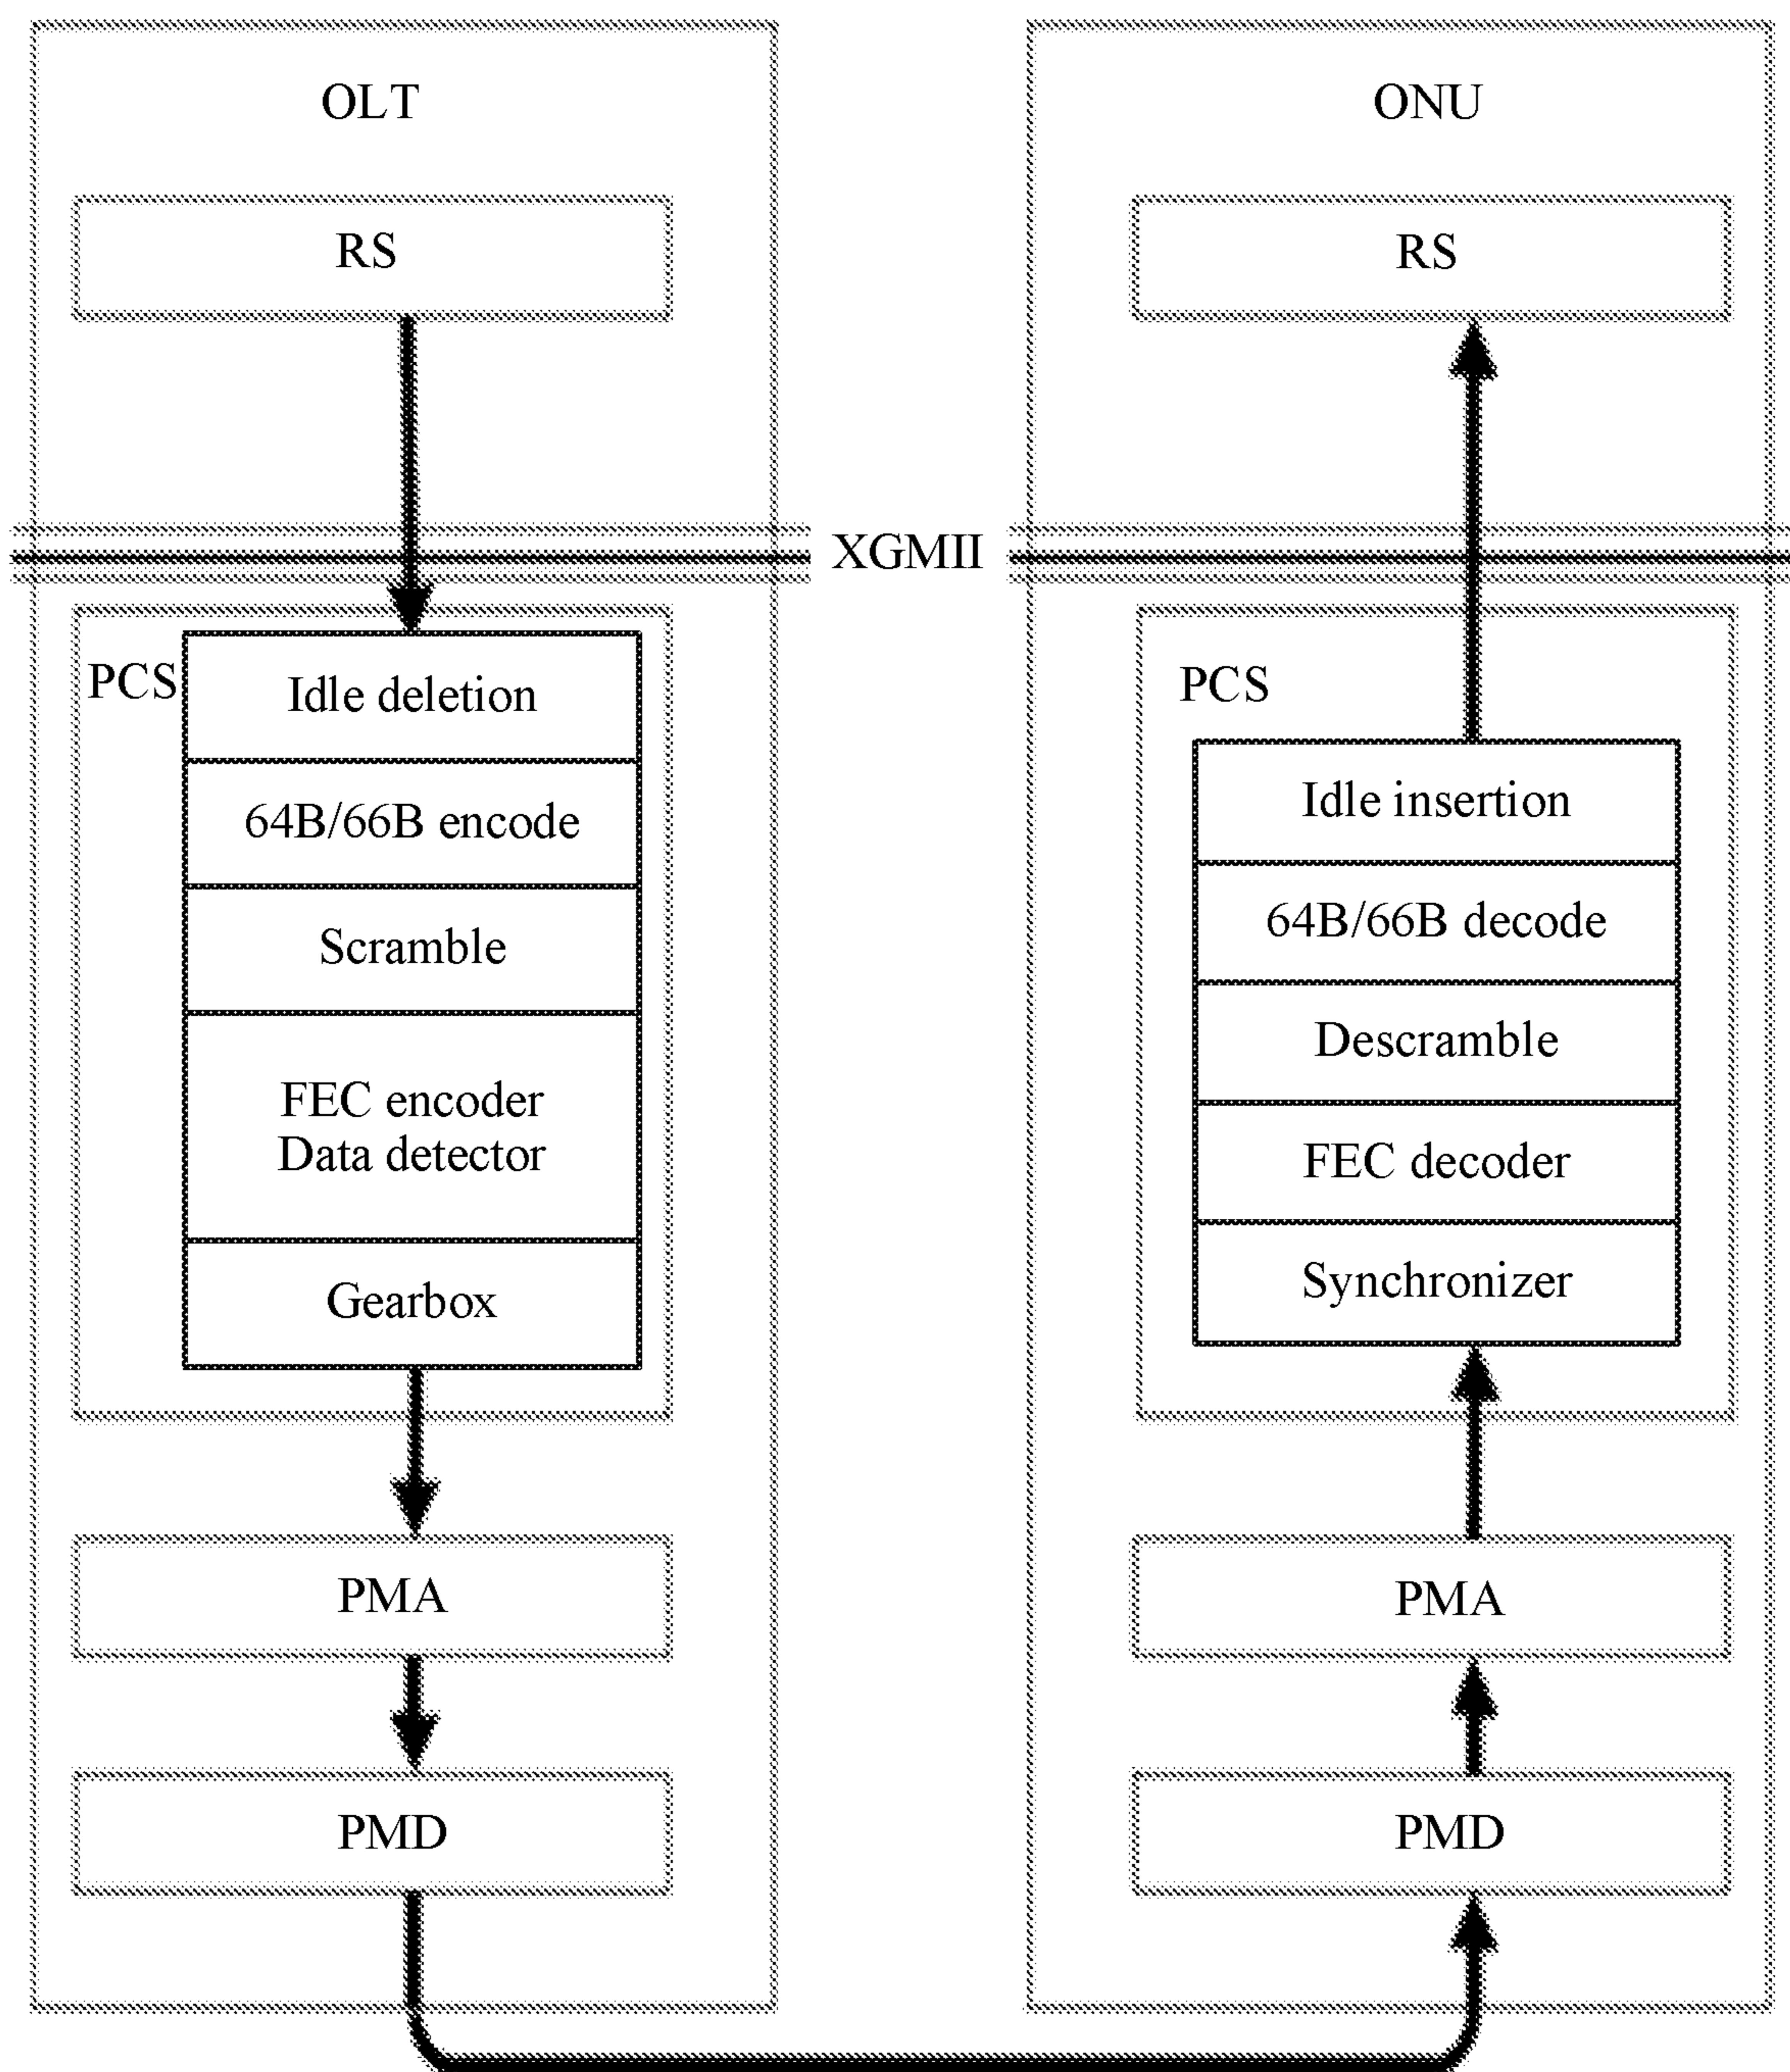 OLT
RS
PCS
Idle deletion
64B/66B encode
Scramble
FEC encoder
Data detector
Gearbox
PMA
PMD
XGMII
ONU
RS
PCS
Idle insertion
64B/66B decode
Descramble
FEC decoder
Synchronizer
PMA
PMD